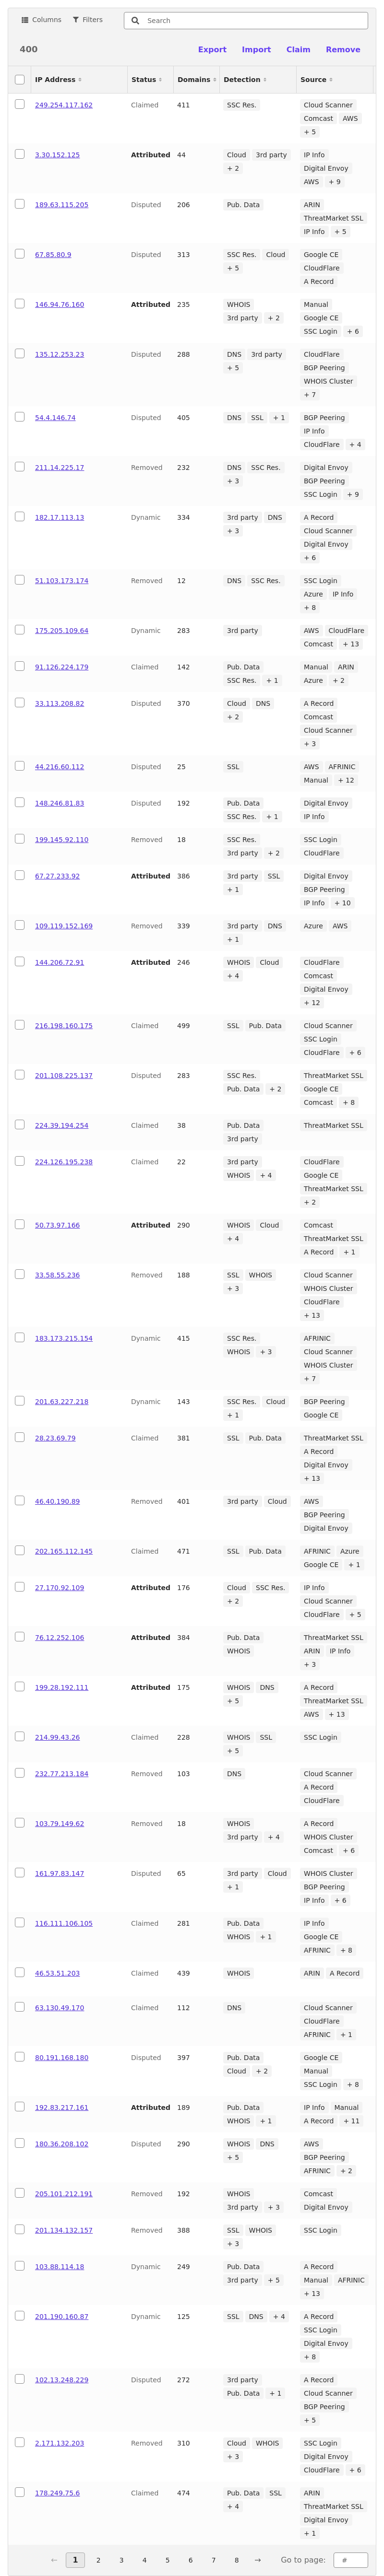 Columns Filters Search
400 Export Import Claim Remove
IP Address Status Domains Detection Source
249.254.117.162 Claimed 411 SSC Res. Cloud Scanner
Comcast AWS
+ 5
3.30.152.125 Attributed 44 Cloud 3rd party IP Info
+ 2 Digital Envoy
AWS + 9
189.63.115.205 Disputed 206 Pub. Data ARIN
ThreatMarket SSL
IP Info + 5
67.85.80.9 Disputed 313 SSC Res. Cloud Google CE
+ 5 CloudFlare
A Record
146.94.76.160 Attributed 235 WHOIS Manual
3rd party + 2 Google CE
SSC Login + 6
135.12.253.23 Disputed 288 DNS 3rd party CloudFlare
+ 5 BGP Peering
WHOIS Cluster
+ 7
54.4.146.74 Disputed 405 DNS SSL + 1 BGP Peering
IP Info
CloudFlare + 4
211.14.225.17 Removed 232 DNS SSC Res. Digital Envoy
+ 3 BGP Peering
SSC Login + 9
182.17.113.13 Dynamic 334 3rd party DNS A Record
+ 3 Cloud Scanner
Digital Envoy
+ 6
51.103.173.174 Removed 12 DNS SSC Res. SSC Login
Azure IP Info
+ 8
175.205.109.64 Dynamic 283 3rd party AWS CloudFlare
Comcast + 13
91.126.224.179 Claimed 142 Pub. Data Manual ARIN
SSC Res. + 1 Azure + 2
33.113.208.82 Disputed 370 Cloud DNS A Record
+ 2 Comcast
Cloud Scanner
+ 3
44.216.60.112 Disputed 25 SSL AWS AFRINIC
Manual + 12
148.246.81.83 Disputed 192 Pub. Data Digital Envoy
SSC Res. + 1 IP Info
199.145.92.110 Removed 18 SSC Res. SSC Login
3rd party + 2 CloudFlare
67.27.233.92 Attributed 386 3rd party SSL Digital Envoy
+ 1 BGP Peering
IP Info + 10
109.119.152.169 Removed 339 3rd party DNS Azure AWS
+ 1
144.206.72.91 Attributed 246 WHOIS Cloud CloudFlare
+ 4 Comcast
Digital Envoy
+ 12
216.198.160.175 Claimed 499 SSL Pub. Data Cloud Scanner
SSC Login
CloudFlare + 6
201.108.225.137 Disputed 283 SSC Res. ThreatMarket SSL
Pub. Data + 2 Google CE
Comcast + 8
224.39.194.254 Claimed 38 Pub. Data ThreatMarket SSL
3rd party
224.126.195.238 Claimed 22 3rd party CloudFlare
WHOIS + 4 Google CE
ThreatMarket SSL
+ 2
50.73.97.166 Attributed 290 WHOIS Cloud Comcast
+ 4 ThreatMarket SSL
A Record + 1
33.58.55.236 Removed 188 SSL WHOIS Cloud Scanner
+ 3 WHOIS Cluster
CloudFlare
+ 13
183.173.215.154 Dynamic 415 SSC Res. AFRINIC
WHOIS + 3 Cloud Scanner
WHOIS Cluster
+ 7
201.63.227.218 Dynamic 143 SSC Res. Cloud BGP Peering
+ 1 Google CE
28.23.69.79 Claimed 381 SSL Pub. Data ThreatMarket SSL
A Record
Digital Envoy
+ 13
46.40.190.89 Removed 401 3rd party Cloud AWS
BGP Peering
Digital Envoy
202.165.112.145 Claimed 471 SSL Pub. Data AFRINIC Azure
Google CE + 1
27.170.92.109 Attributed 176 Cloud SSC Res. IP Info
+ 2 Cloud Scanner
CloudFlare + 5
76.12.252.106 Attributed 384 Pub. Data ThreatMarket SSL
WHOIS ARIN IP Info
+ 3
199.28.192.111 Attributed 175 WHOIS DNS A Record
+ 5 ThreatMarket SSL
AWS + 13
214.99.43.26 Claimed 228 WHOIS SSL SSC Login
+ 5
232.77.213.184 Removed 103 DNS Cloud Scanner
A Record
CloudFlare
103.79.149.62 Removed 18 WHOIS A Record
3rd party + 4 WHOIS Cluster
Comcast + 6
161.97.83.147 Disputed 65 3rd party Cloud WHOIS Cluster
+ 1 BGP Peering
IP Info + 6
116.111.106.105 Claimed 281 Pub. Data IP Info
WHOIS + 1 Google CE
AFRINIC + 8
46.53.51.203 Claimed 439 WHOIS ARIN A Record
63.130.49.170 Claimed 112 DNS Cloud Scanner
CloudFlare
AFRINIC + 1
80.191.168.180 Disputed 397 Pub. Data Google CE
Cloud + 2 Manual
SSC Login + 8
192.83.217.161 Attributed 189 Pub. Data IP Info Manual
WHOIS + 1 A Record + 11
180.36.208.102 Disputed 290 WHOIS DNS AWS
+ 5 BGP Peering
AFRINIC + 2
205.101.212.191 Removed 192 WHOIS Comcast
3rd party + 3 Digital Envoy
201.134.132.157 Removed 388 SSL WHOIS SSC Login
+ 3
103.88.114.18 Dynamic 249 Pub. Data A Record
3rd party + 5 Manual AFRINIC
+ 13
201.190.160.87 Dynamic 125 SSL DNS + 4 A Record
SSC Login
Digital Envoy
+ 8
102.13.248.229 Disputed 272 3rd party A Record
Pub. Data + 1 Cloud Scanner
BGP Peering
+ 5
2.171.132.203 Removed 310 Cloud WHOIS SSC Login
+ 3 Digital Envoy
CloudFlare + 6
178.249.75.6 Claimed 474 Pub. Data SSL ARIN
+ 4 ThreatMarket SSL
Digital Envoy
+ 1
← 1 2 3 4 5 6 7 8 → Go to page: #